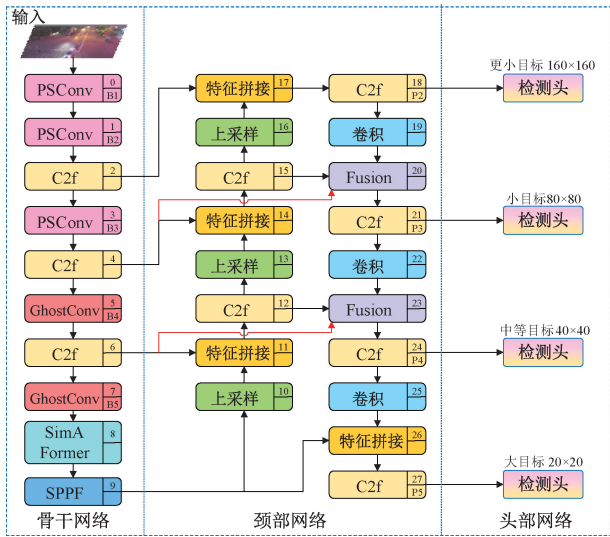 输入
PSConv 0 B1
PSConv 1 B2
C2f 2
PSConv 3 B3
C2f 4
GhostConv 5 B4
C2f 6
GhostConv 7 B5
SimA
Former 8
SPPF 9
骨干网络
特征拼接 17
上采样 16
C2f 15
特征拼接 14
上采样 13
C2f 12
特征拼接 11
上采样 10
C2f 18 P2
卷积 19
Fusion 20
C2f 21 P3
卷积 22
Fusion 23
C2f 24 P4
卷积 25
特征拼接 26
C2f 27 P5
颈部网络
更小目标 160×160
检测头
小目标80×80
检测头
中等目标40×40
检测头
大目标 20×20
检测头
头部网络